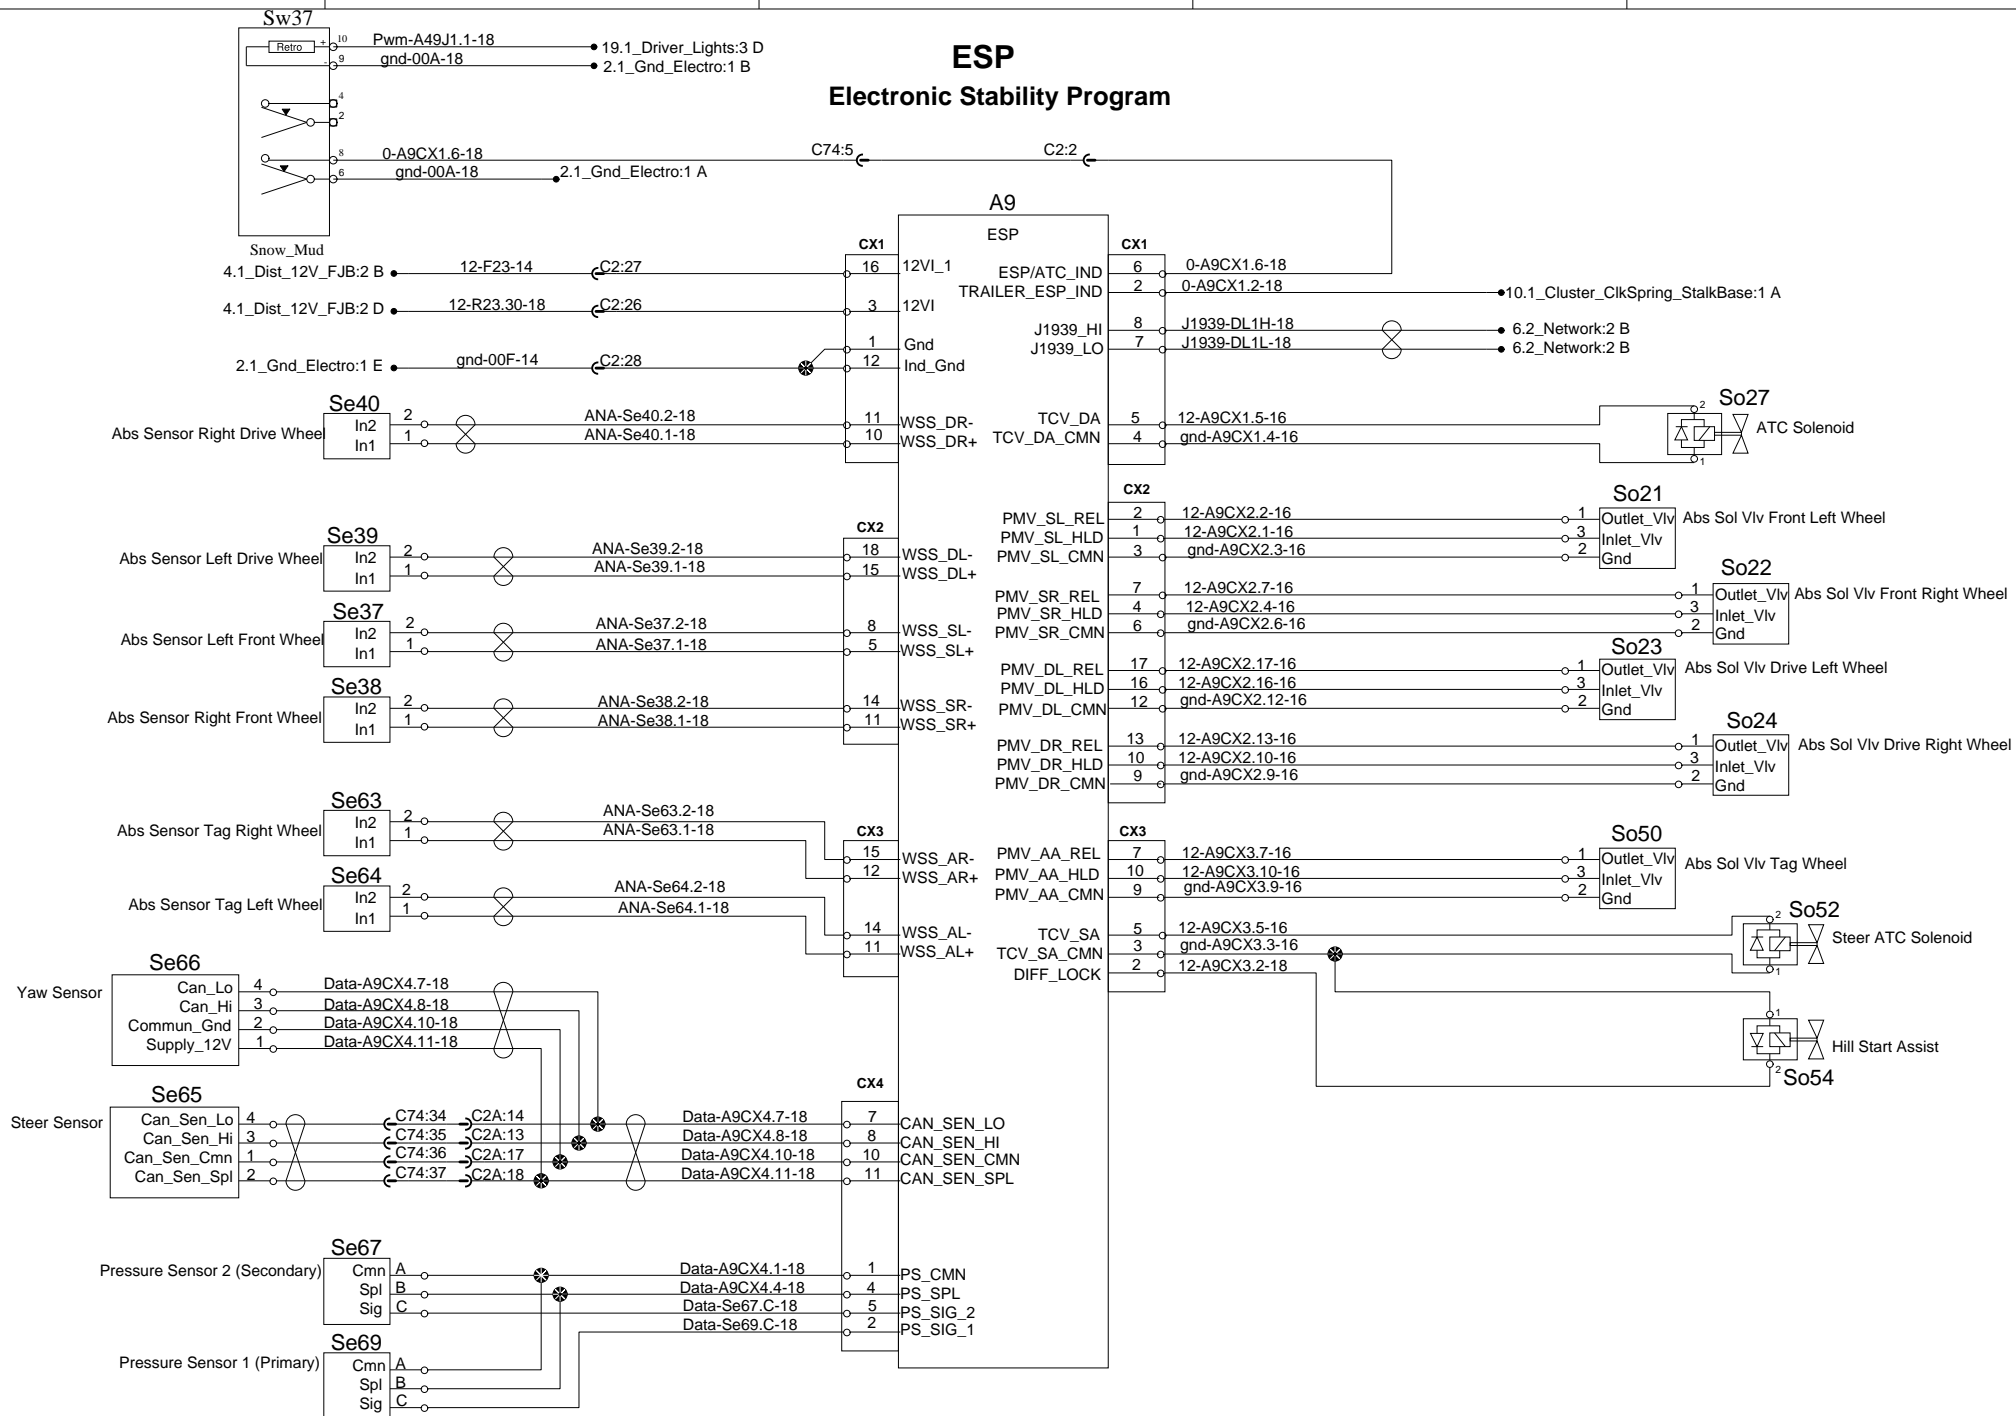 Sw37
Retro + 10 Pwm-A49J1.1-18 19.1_Driver_Lights:3 D
- 9 gnd-00A-18 2.1_Gnd_Electro:1 B
ESP
Electronic Stability Program
4
2
8 0-A9CX1.6-18 C74:5 C2:2
6 gnd-00A-18 2.1_Gnd_Electro:1 A
Snow_Mud
A9
ESP
CX1
4.1_Dist_12V_FJB:2 B 12-F23-14 C2:27 16 12VI_1
4.1_Dist_12V_FJB:2 D 12-R23.30-18 C2:26 3 12VI
1 Gnd
2.1_Gnd_Electro:1 E gnd-00F-14 C2:28 12 Ind_Gnd
Se40
Abs Sensor Right Drive Wheel
In2 2 ANA-Se40.2-18 11 WSS_DR-
In1 1 ANA-Se40.1-18 10 WSS_DR+
CX2
Se39
Abs Sensor Left Drive Wheel
In2 2 ANA-Se39.2-18 18 WSS_DL-
In1 1 ANA-Se39.1-18 15 WSS_DL+
Se37
Abs Sensor Left Front Wheel
In2 2 ANA-Se37.2-18 8 WSS_SL-
In1 1 ANA-Se37.1-18 5 WSS_SL+
Se38
Abs Sensor Right Front Wheel
In2 2 ANA-Se38.2-18 14 WSS_SR-
In1 1 ANA-Se38.1-18 11 WSS_SR+
Se63
Abs Sensor Tag Right Wheel
In2 2 ANA-Se63.2-18
In1 1 ANA-Se63.1-18
CX3
15 WSS_AR-
12 WSS_AR+
Se64
Abs Sensor Tag Left Wheel
In2 2 ANA-Se64.2-18
In1 1 ANA-Se64.1-18
14 WSS_AL-
11 WSS_AL+
Se66
Yaw Sensor
Can_Lo 4 Data-A9CX4.7-18
Can_Hi 3 Data-A9CX4.8-18
Commun_Gnd 2 Data-A9CX4.10-18
Supply_12V 1 Data-A9CX4.11-18
CX4
Se65
Steer Sensor
Can_Sen_Lo 4 C74:34 C2A:14 Data-A9CX4.7-18 7 CAN_SEN_LO
Can_Sen_Hi 3 C74:35 C2A:13 Data-A9CX4.8-18 8 CAN_SEN_HI
Can_Sen_Cmn 1 C74:36 C2A:17 Data-A9CX4.10-18 10 CAN_SEN_CMN
Can_Sen_Spl 2 C74:37 C2A:18 Data-A9CX4.11-18 11 CAN_SEN_SPL
Se67
Pressure Sensor 2 (Secondary)
Cmn A Data-A9CX4.1-18 1 PS_CMN
Spl B Data-A9CX4.4-18 4 PS_SPL
Sig C Data-Se67.C-18 5 PS_SIG_2
Data-Se69.C-18 2 PS_SIG_1
Se69
Pressure Sensor 1 (Primary)
Cmn A
Spl B
Sig C
CX1
ESP/ATC_IND 6 0-A9CX1.6-18
TRAILER_ESP_IND 2 0-A9CX1.2-18 10.1_Cluster_ClkSpring_StalkBase:1 A
J1939_HI 8 J1939-DL1H-18 6.2_Network:2 B
J1939_LO 7 J1939-DL1L-18 6.2_Network:2 B
So27
TCV_DA 5 12-A9CX1.5-16 2
TCV_DA_CMN 4 gnd-A9CX1.4-16 1
ATC Solenoid
CX2
So21
PMV_SL_REL 2 12-A9CX2.2-16 1 Outlet_Vlv Abs Sol Vlv Front Left Wheel
PMV_SL_HLD 1 12-A9CX2.1-16 3 Inlet_Vlv
PMV_SL_CMN 3 gnd-A9CX2.3-16 2 Gnd
So22
PMV_SR_REL 7 12-A9CX2.7-16 1 Outlet_Vlv Abs Sol Vlv Front Right Wheel
PMV_SR_HLD 4 12-A9CX2.4-16 3 Inlet_Vlv
PMV_SR_CMN 6 gnd-A9CX2.6-16 2 Gnd
So23
PMV_DL_REL 17 12-A9CX2.17-16 1 Outlet_Vlv Abs Sol Vlv Drive Left Wheel
PMV_DL_HLD 16 12-A9CX2.16-16 3 Inlet_Vlv
PMV_DL_CMN 12 gnd-A9CX2.12-16 2 Gnd
So24
PMV_DR_REL 13 12-A9CX2.13-16 1 Outlet_Vlv Abs Sol Vlv Drive Right Wheel
PMV_DR_HLD 10 12-A9CX2.10-16 3 Inlet_Vlv
PMV_DR_CMN 9 gnd-A9CX2.9-16 2 Gnd
CX3
So50
PMV_AA_REL 7 12-A9CX3.7-16 1 Outlet_Vlv Abs Sol Vlv Tag Wheel
PMV_AA_HLD 10 12-A9CX3.10-16 3 Inlet_Vlv
PMV_AA_CMN 9 gnd-A9CX3.9-16 2 Gnd
2 So52
TCV_SA 5 12-A9CX3.5-16 Steer ATC Solenoid
TCV_SA_CMN 3 gnd-A9CX3.3-16 1
DIFF_LOCK 2 12-A9CX3.2-18
1
Hill Start Assist
2 So54